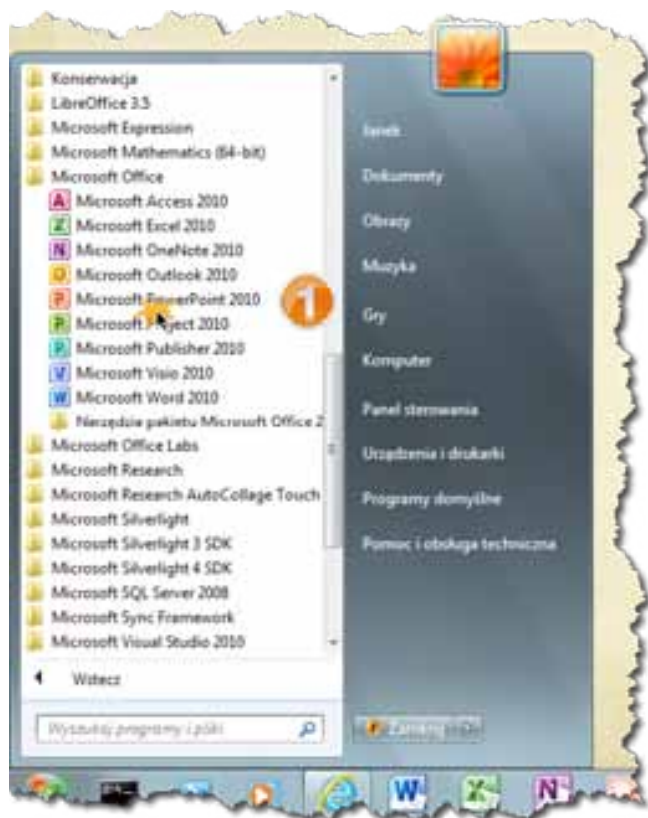 Konserwacja
LibreOffice 3.5
Microsoft Expression
Microsoft Mathematics (64-bit)
Microsoft Office
A Microsoft Access 2010
X Microsoft Excel 2010
N Microsoft OneNote 2010
O Microsoft Outlook 2010
P Microsoft PowerPoint 2010
P Microsoft Project 2010
P Microsoft Publisher 2010
V Microsoft Visio 2010
W Microsoft Word 2010
Narzędzia pakietu Microsoft Office 2
Microsoft Office Labs
Microsoft Research
Microsoft Research AutoCollage Touch
Microsoft Silverlight
Microsoft Silverlight 3 SDK
Microsoft Silverlight 4 SDK
Microsoft SQL Server 2008
Microsoft Sync Framework
Microsoft Visual Studio 2010
Wstecz
Wyszukaj programy i pliki
1
Janek
Dokumenty
Obrazy
Muzyka
Gry
Komputer
Panel sterowania
Urządzenia i drukarki
Programy domyślne
Pomoc i obsługa techniczna
Zamknij
W X N